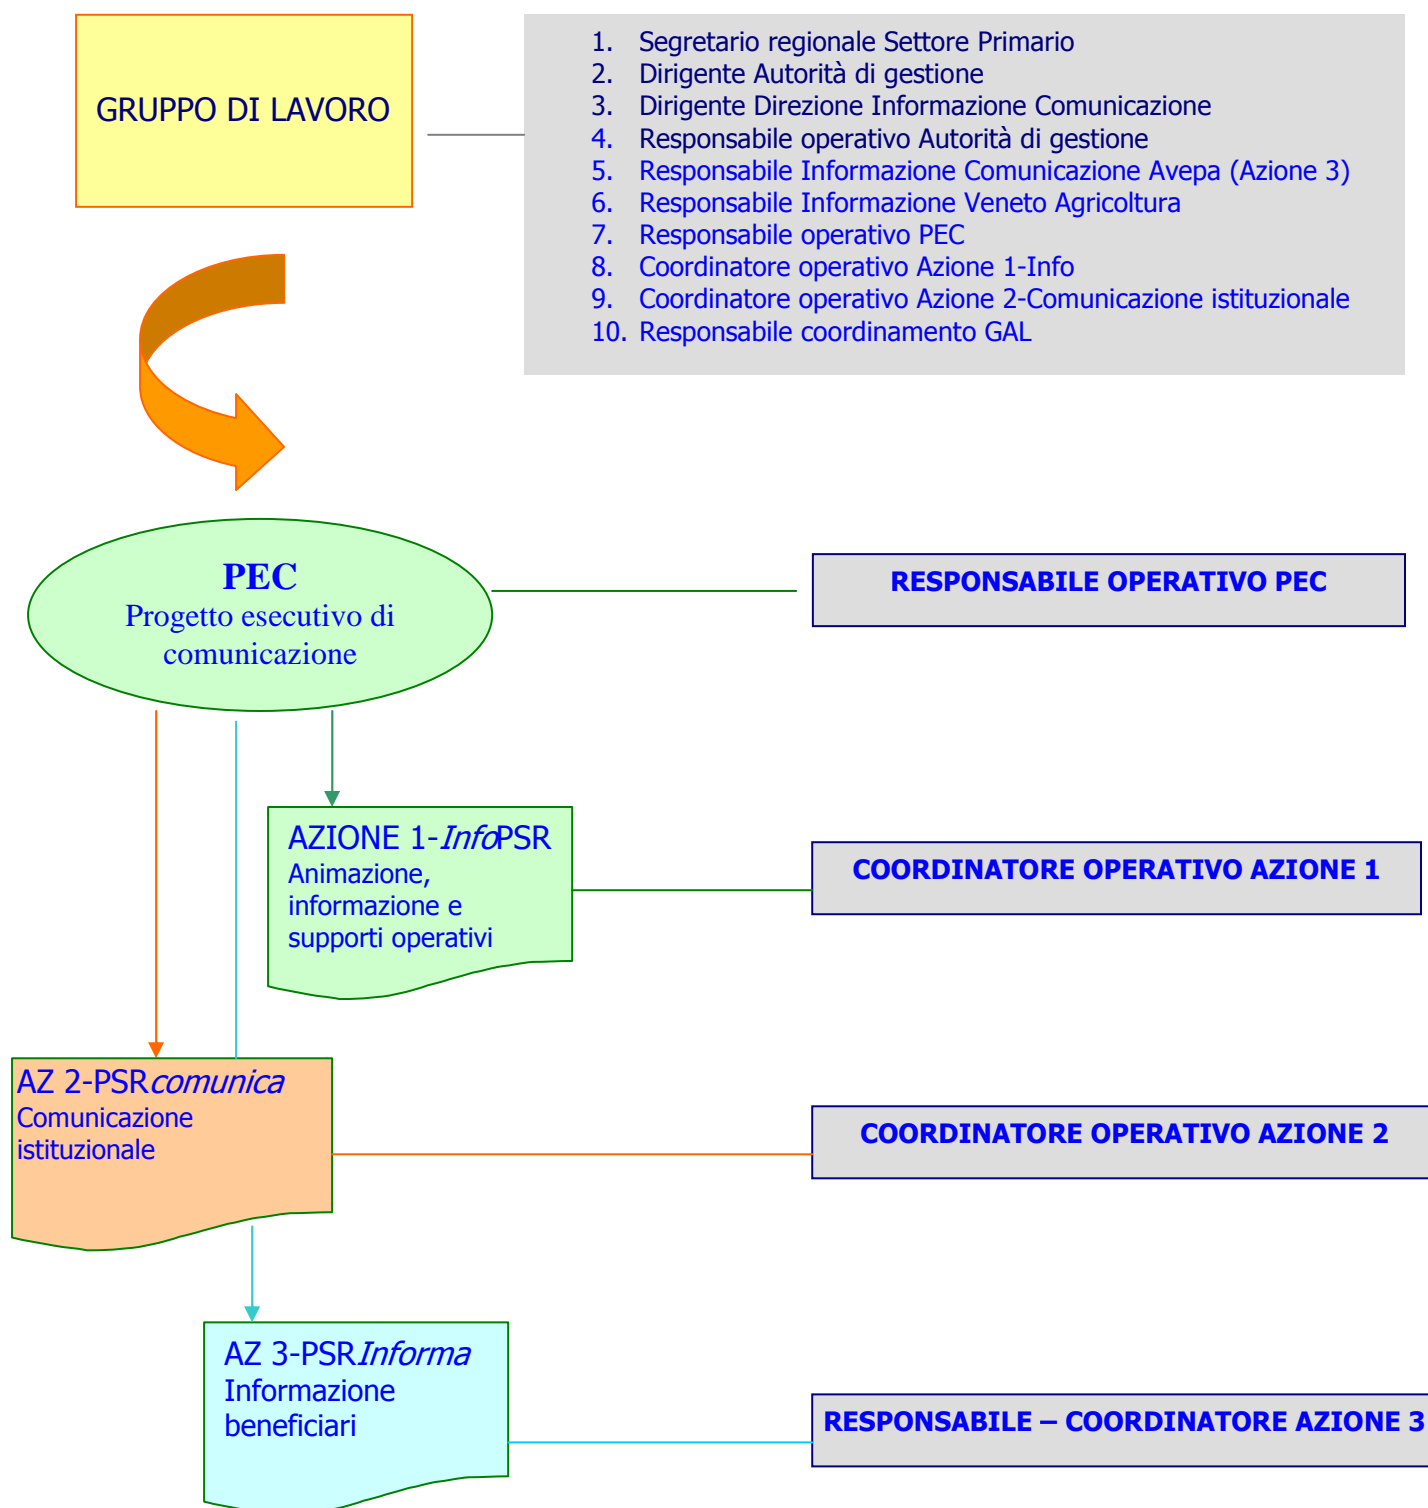 GRUPPO DI LAVORO
1. Segretario regionale Settore Primario
2. Dirigente Autorità di gestione
3. Dirigente Direzione Informazione Comunicazione
4. Responsabile operativo Autorità di gestione
5. Responsabile Informazione Comunicazione Avepa (Azione 3)
6. Responsabile Informazione Veneto Agricoltura
7. Responsabile operativo PEC
8. Coordinatore operativo Azione 1-Info
9. Coordinatore operativo Azione 2-Comunicazione istituzionale
10. Responsabile coordinamento GAL
PEC
Progetto esecutivo di
comunicazione
RESPONSABILE OPERATIVO PEC
AZIONE 1-InfoPSR
Animazione,
informazione e
supporti operativi
COORDINATORE OPERATIVO AZIONE 1
AZ 2-PSRcomunica
Comunicazione
istituzionale
COORDINATORE OPERATIVO AZIONE 2
AZ 3-PSRInforma
Informazione
beneficiari
RESPONSABILE – COORDINATORE AZIONE 3